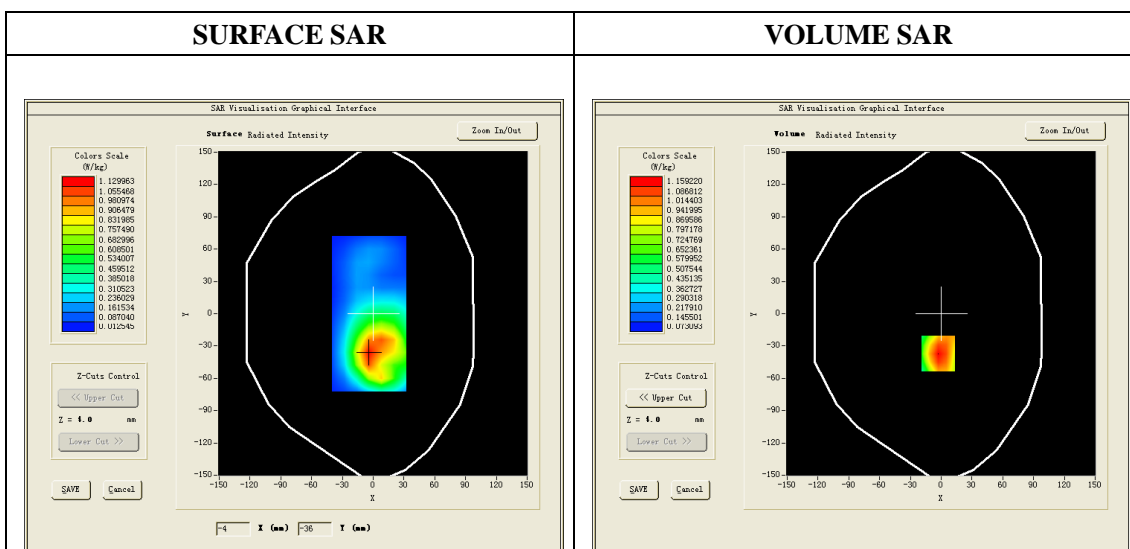 SURFACE SAR
VOLUME SAR
SAR Visualisation Graphical Interface
Surface Radiated Intensity
Zoom In/Out
Colors Scale
(W/kg)
1.129963
1.055468
0.980974
0.906479
0.831985
0.757490
0.682996
0.608501
0.534007
0.459512
0.385018
0.310523
0.236029
0.161534
0.087040
0.012545
150
120
90
60
30
0
-30
-60
-90
-120
-150
Y
-150 -120 -90 -60 -30 0 30 60 90 120 150
X
Z-Cuts Control
<< Upper Cut
Z = 4.0 mm
Lower Cut >>
SAVE Cancel
-4 X (mm) -36 Y (mm)
SAR Visualisation Graphical Interface
Volume Radiated Intensity
Zoom In/Out
Colors Scale
(W/kg)
1.159220
1.086812
1.014403
0.941995
0.869586
0.797178
0.724769
0.652361
0.579952
0.507544
0.435135
0.362727
0.290318
0.217910
0.145501
0.073093
150
120
90
60
30
0
-30
-60
-90
-120
-150
Y
-150 -120 -90 -60 -30 0 30 60 90 120 150
X
Z-Cuts Control
<< Upper Cut
Z = 4.0 mm
Lower Cut >>
SAVE Cancel